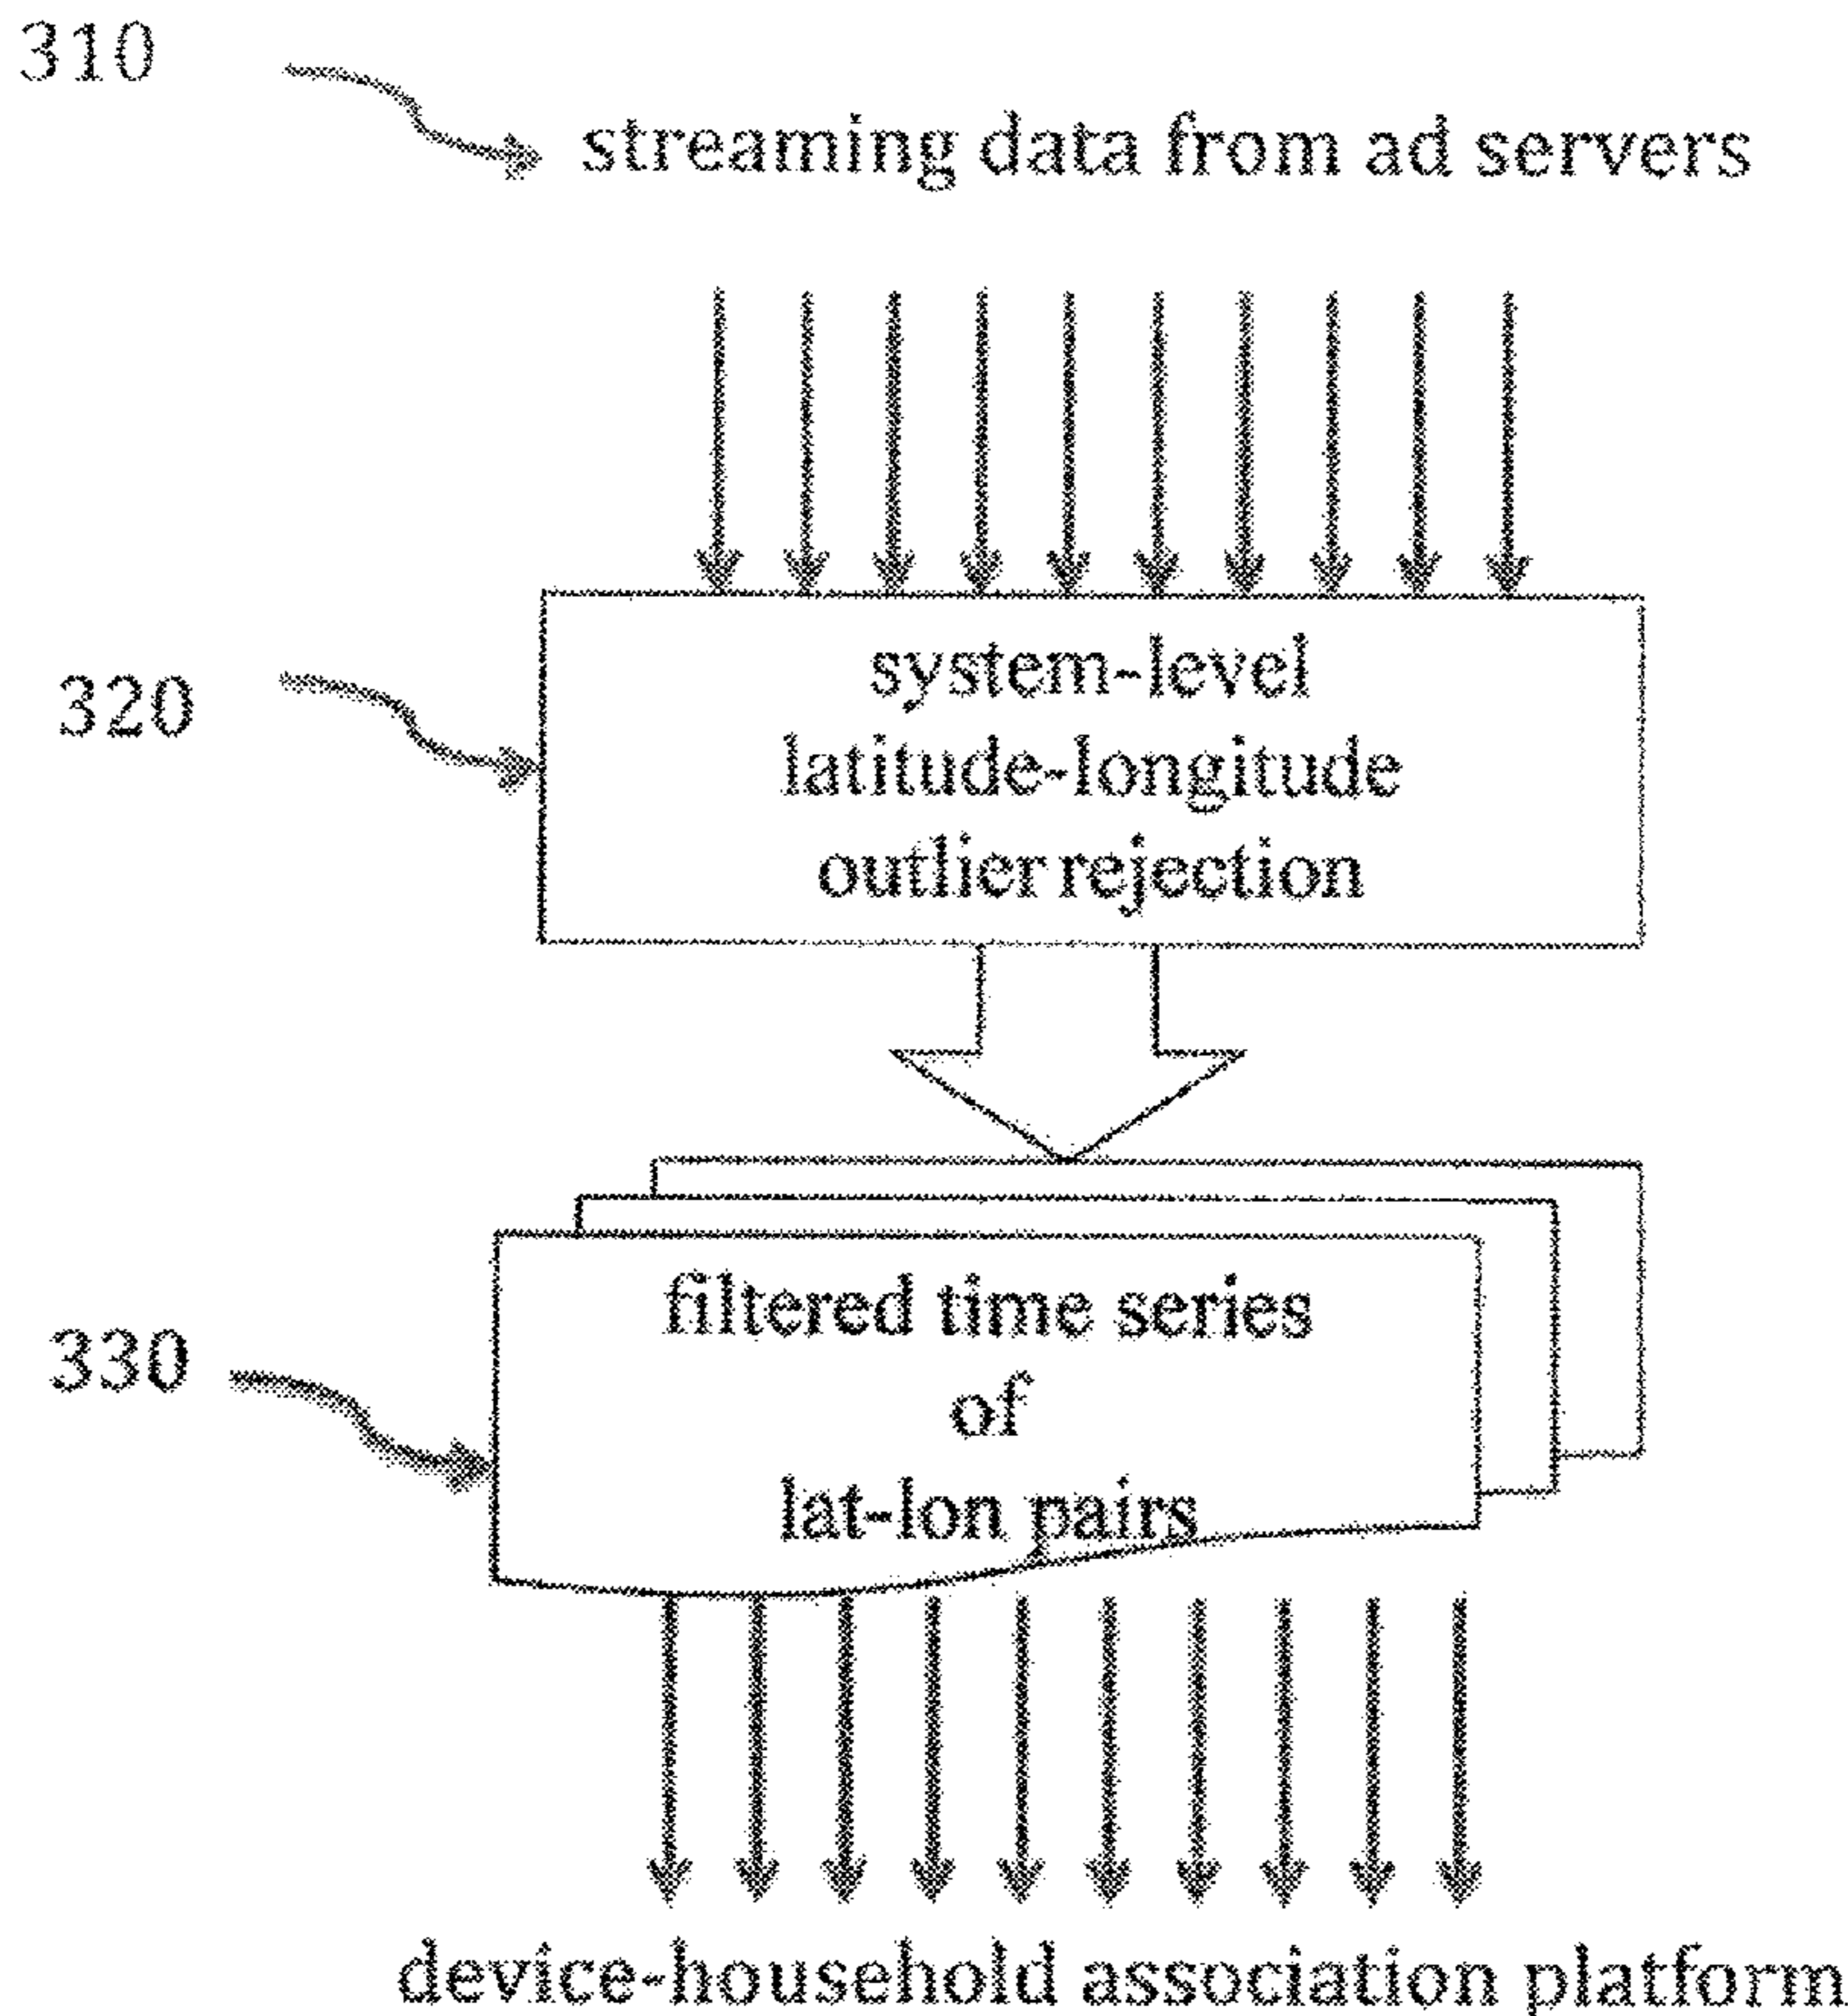 310
streaming data from ad servers
320
system-level
latitude-longitude
outlier rejection
330
filtered time series
of
lat-lon pairs
device-household association platform